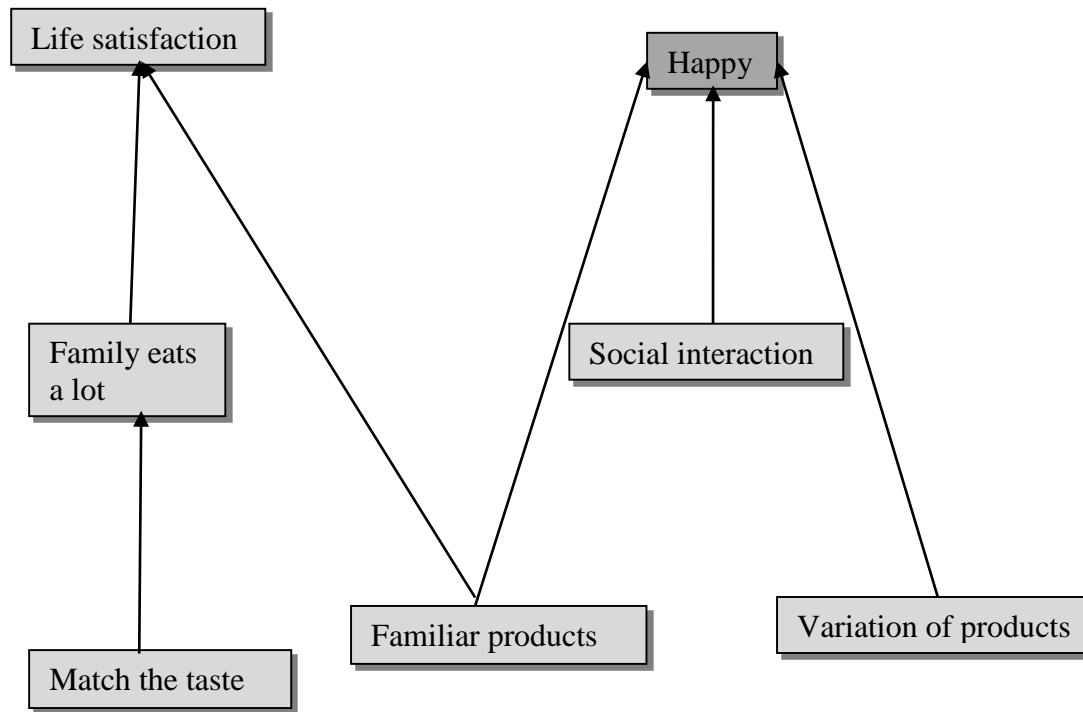 Life satisfaction
Happy
Family eats
a lot
Social interaction
Familiar products
Variation of products
Match the taste